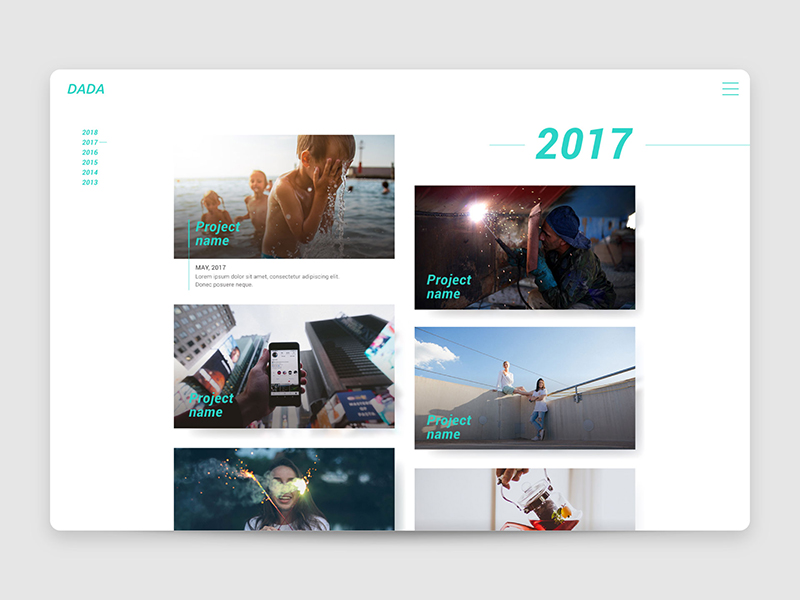 DADA
2018
2017
2016
2015
2014
2013
2017
Project
name
MAY, 2017
Lorem ipsum dolor sit amet, consectetur adipiscing elit.
Donec posuere neque.
Project
name
Project
name
Project
name